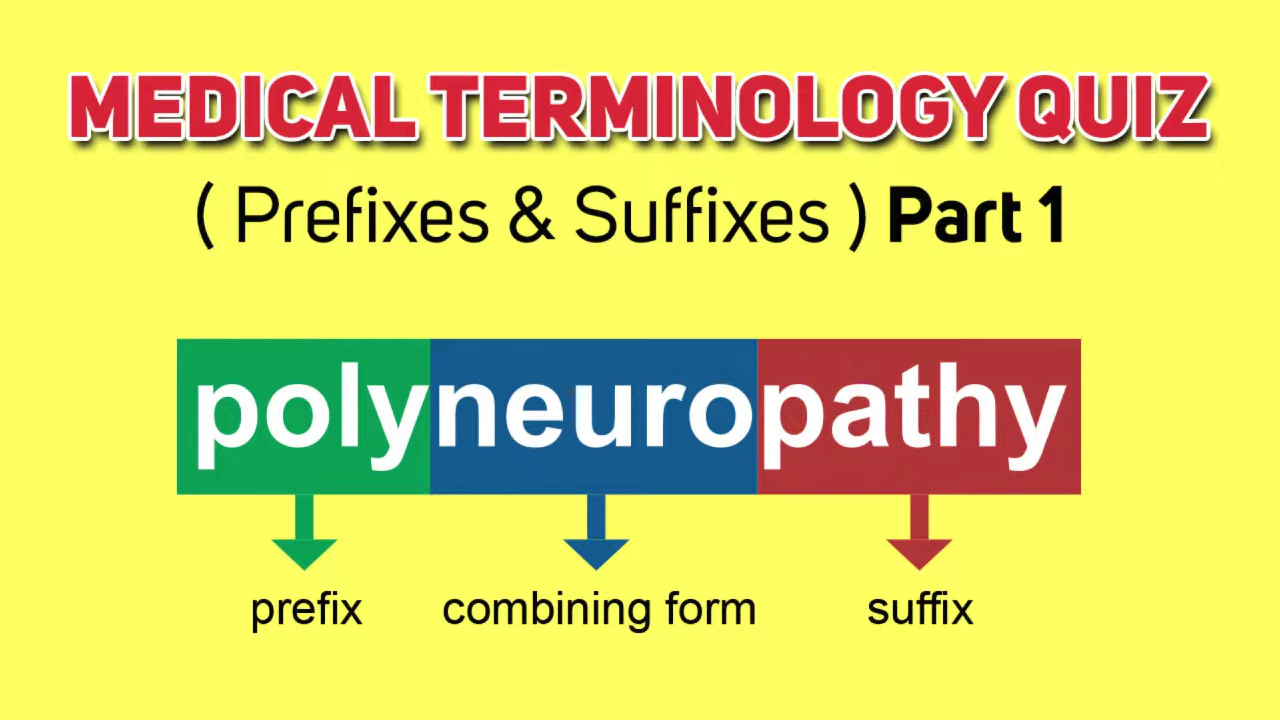 MEDICAL TERMINOLOGY QUIZ
( Prefixes & Suffixes ) Part 1
polyneuropathy
prefix combining form suffix